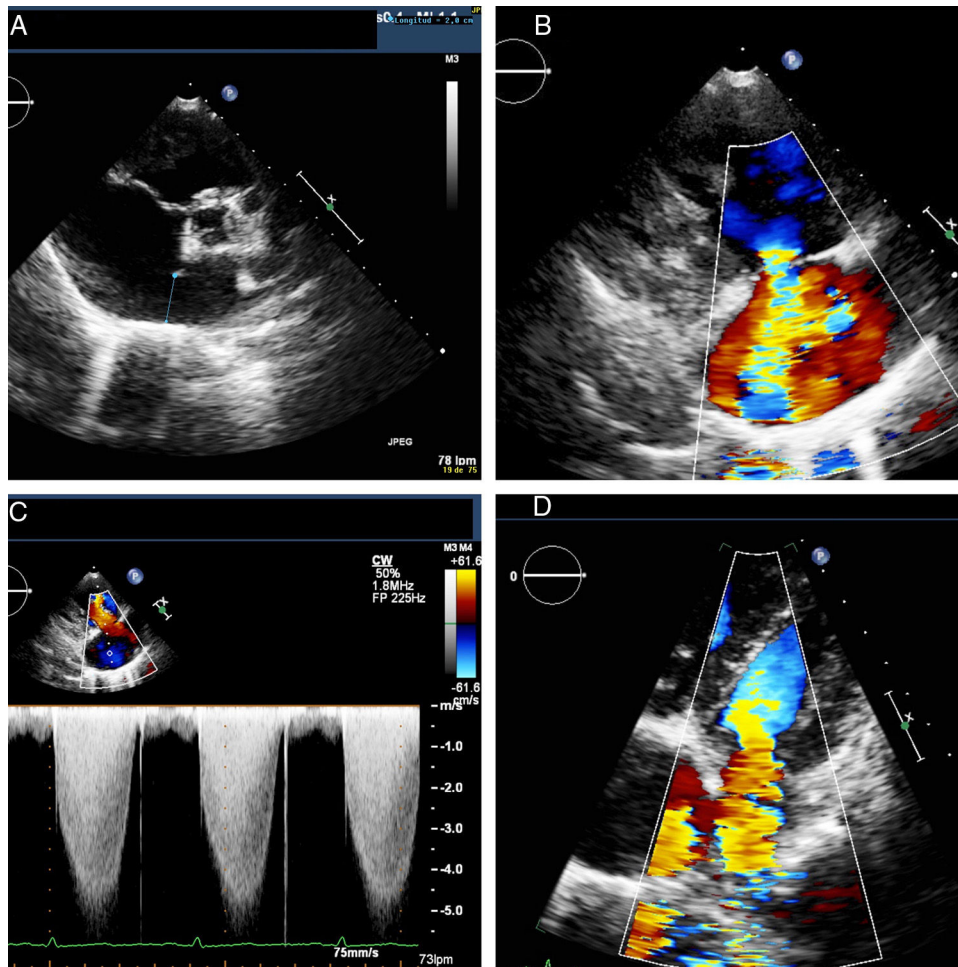 A
JP
Longitud = 2,0 cm
M3
P
X
JPEG
78 lpm
19 de 75
B
P
X
C
P
X
CW
50%
1.8MHz
FP 225Hz
M3 M4
+61.6
-61.6
cm/s
m/s
-1.0
-2.0
-3.0
-4.0
-5.0
75mm/s
73lpm
D
0
P
X